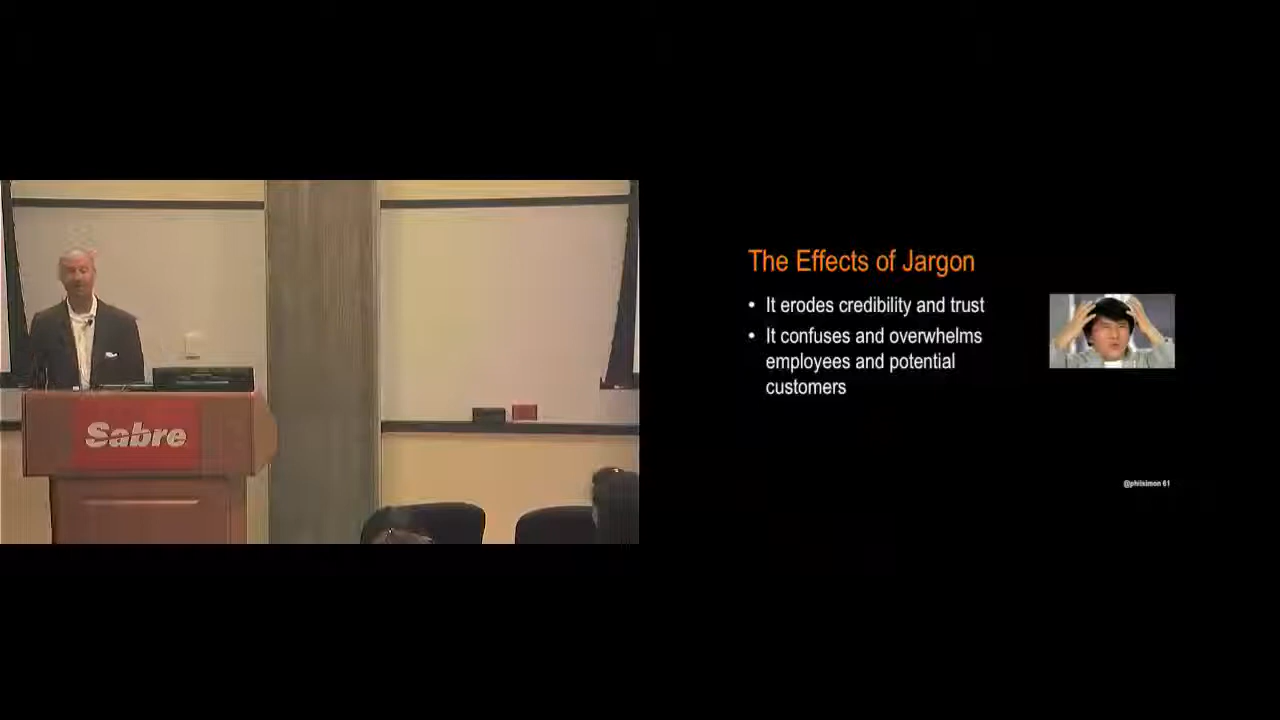 Sabre
The Effects of Jargon
• It erodes credibility and trust
• It confuses and overwhelms
employees and potential
customers
@philsimon 61